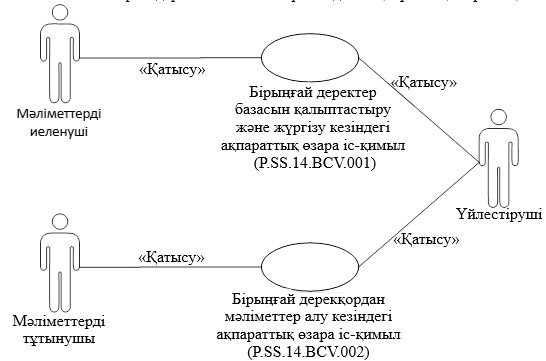 «Қатысу»
«Қатысу»
Мәліметтерді
иеленуші
Бірыңғай деректер
базасын қалыптастыру
және жүргізу кезіндегі
ақпараттық өзара іс-қимыл
(P.SS.14.BCV.001)
Үйлестіруші
«Қатысу»
«Қатысу»
Мәліметтерді
тұтынушы
Бірыңғай дерекқордан
мәліметтер алу кезіндегі
ақпараттық өзара іс-қимыл
(P.SS.14.BCV.002)